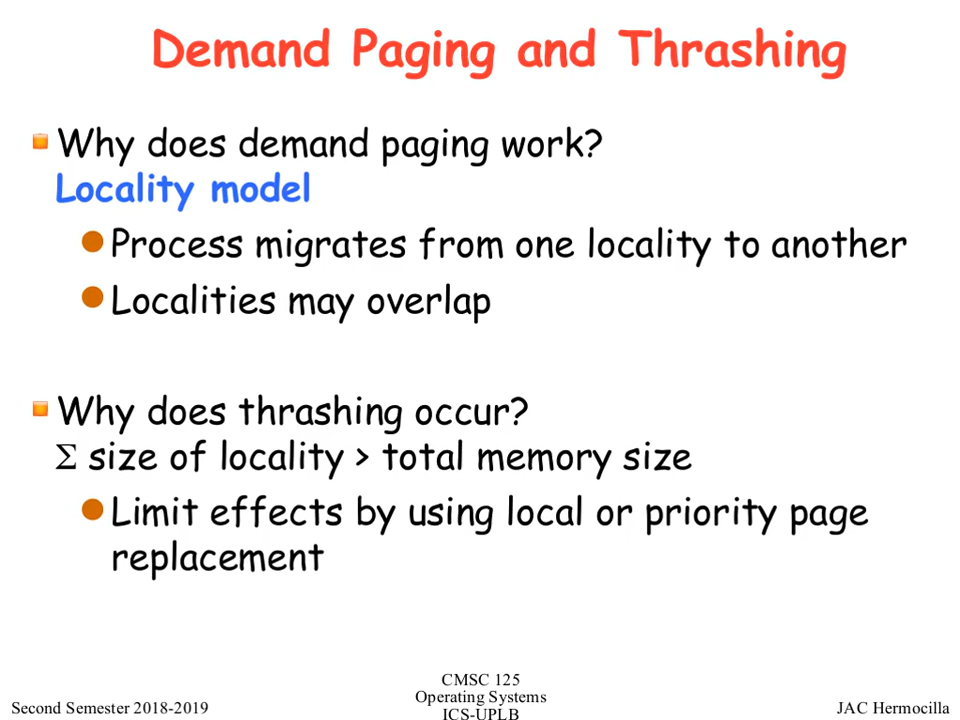 Demand Paging and Thrashing
Why does demand paging work?
Locality model
Process migrates from one locality to another
Localities may overlap
Why does thrashing occur?
Σ size of locality > total memory size
Limit effects by using local or priority page
replacement
CMSC 125
Operating Systems
ICS-UPLB
Second Semester 2018-2019
JAC Hermocilla